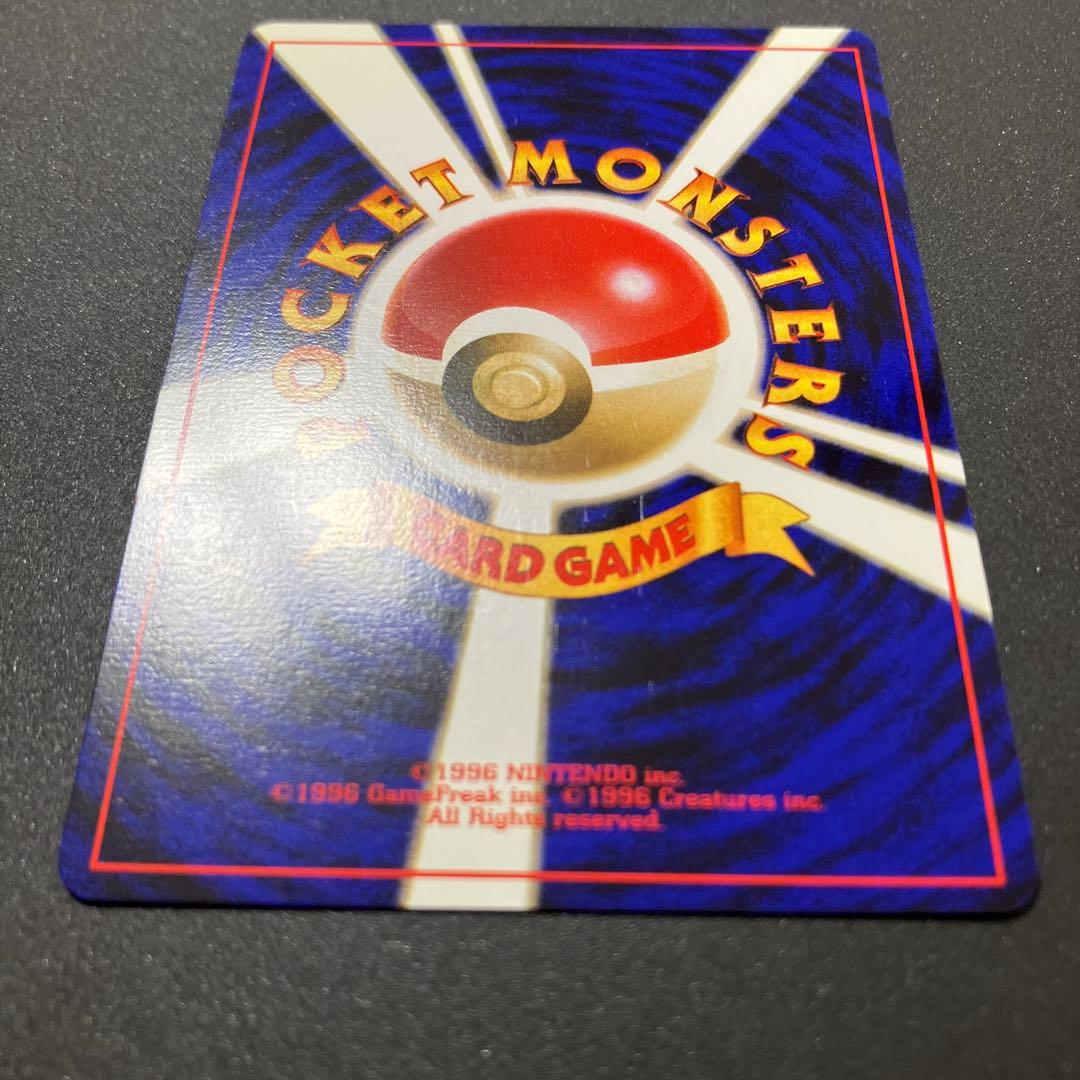 POCKET MONSTERS
CARD GAME
©1996 NINTENDO inc.
©1996 GameFreak inc. ©1996 Creatures inc.
All Rights reserved.